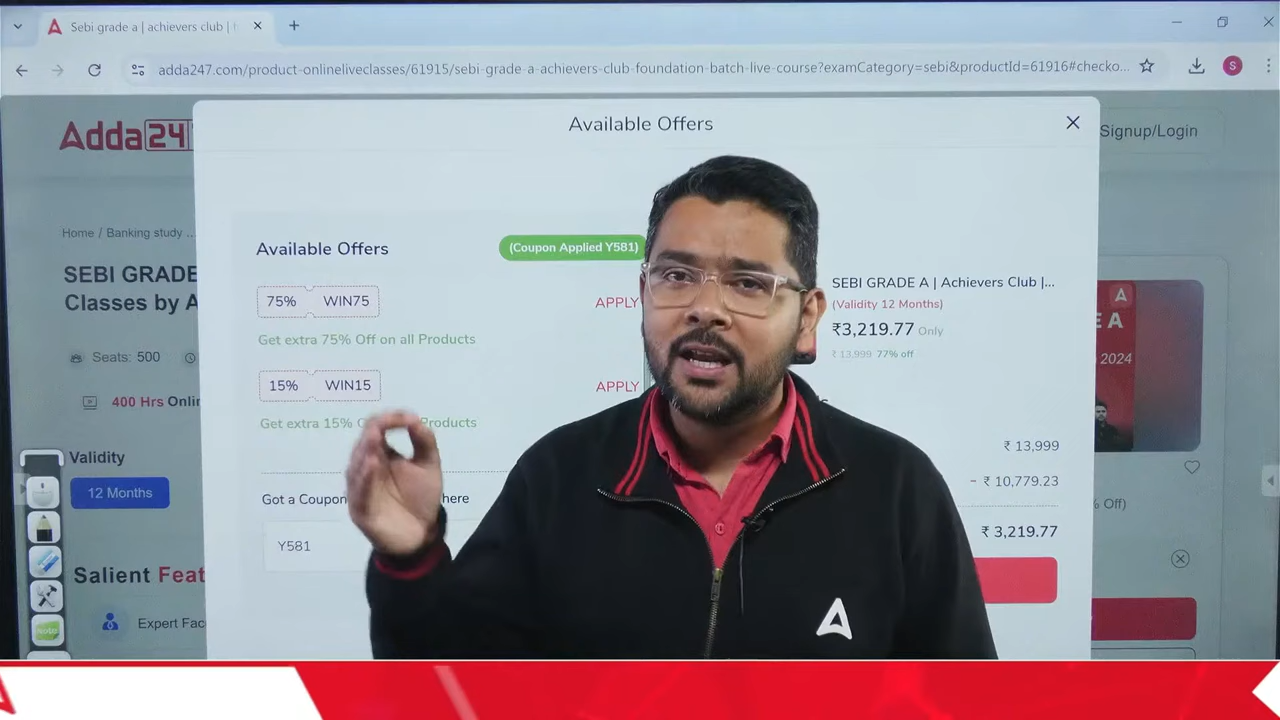 Sebi grade a | achievers club |
adda247.com/product-onlineliveclasses/61915/sebi-grade-a-achievers-club-foundation-batch-live-course?examCategory=sebi&productId=61916#checko...
S
Available Offers
Adda24
Signup/Login
Home / Banking study ...
SEBI GRADE
Classes by A
Seats: 500
400 Hrs Onlin
Validity
12 Months
Salient Feat
Expert Fac
Available Offers
(Coupon Applied Y581)
75% WIN75
APPLY
Get extra 75% Off on all Products
15% WIN15
APPLY
Get extra 15% Products
Got a Coupon here
Y581
SEBI GRADE A | Achievers Club |...
(Validity 12 Months)
₹3,219.77 Only
₹ 13,999 77% off
₹ 13,999
- ₹ 10,779.23
₹ 3,219.77
E A
2024
% Off)